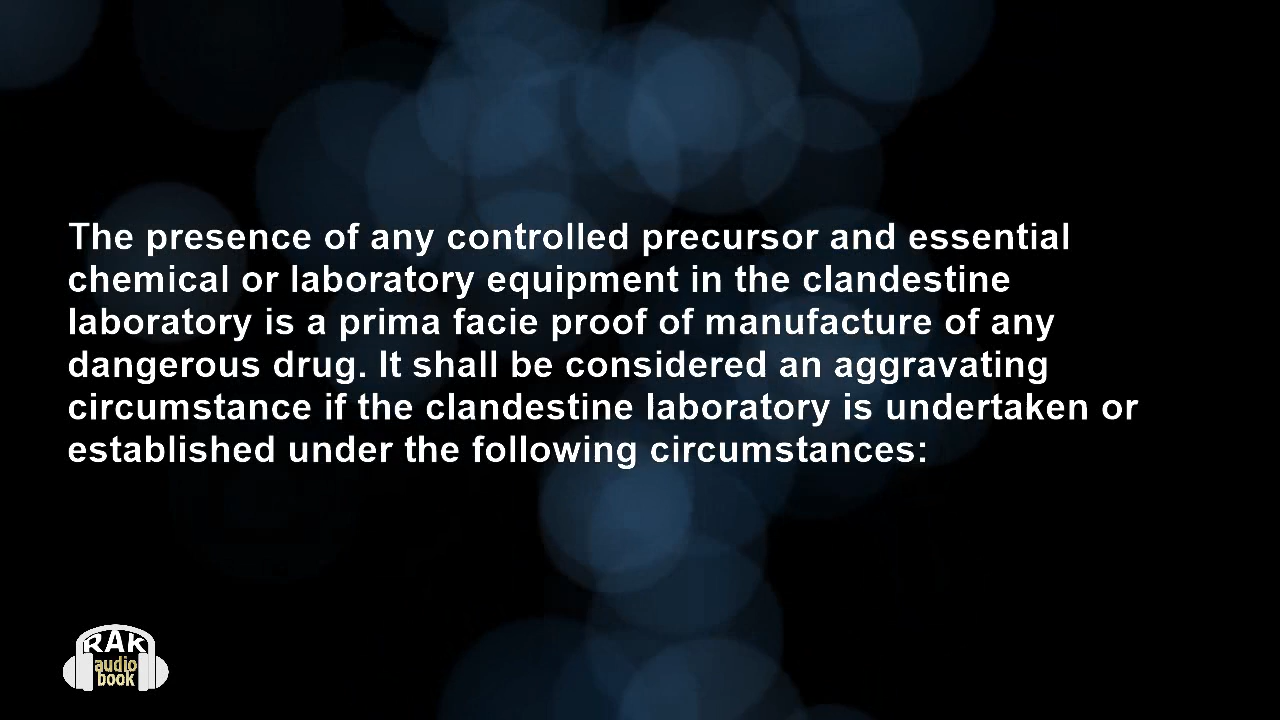 The presence of any controlled precursor and essential
chemical or laboratory equipment in the clandestine
laboratory is a prima facie proof of manufacture of any
dangerous drug. It shall be considered an aggravating
circumstance if the clandestine laboratory is undertaken or
established under the following circumstances:
RAK
audio
book